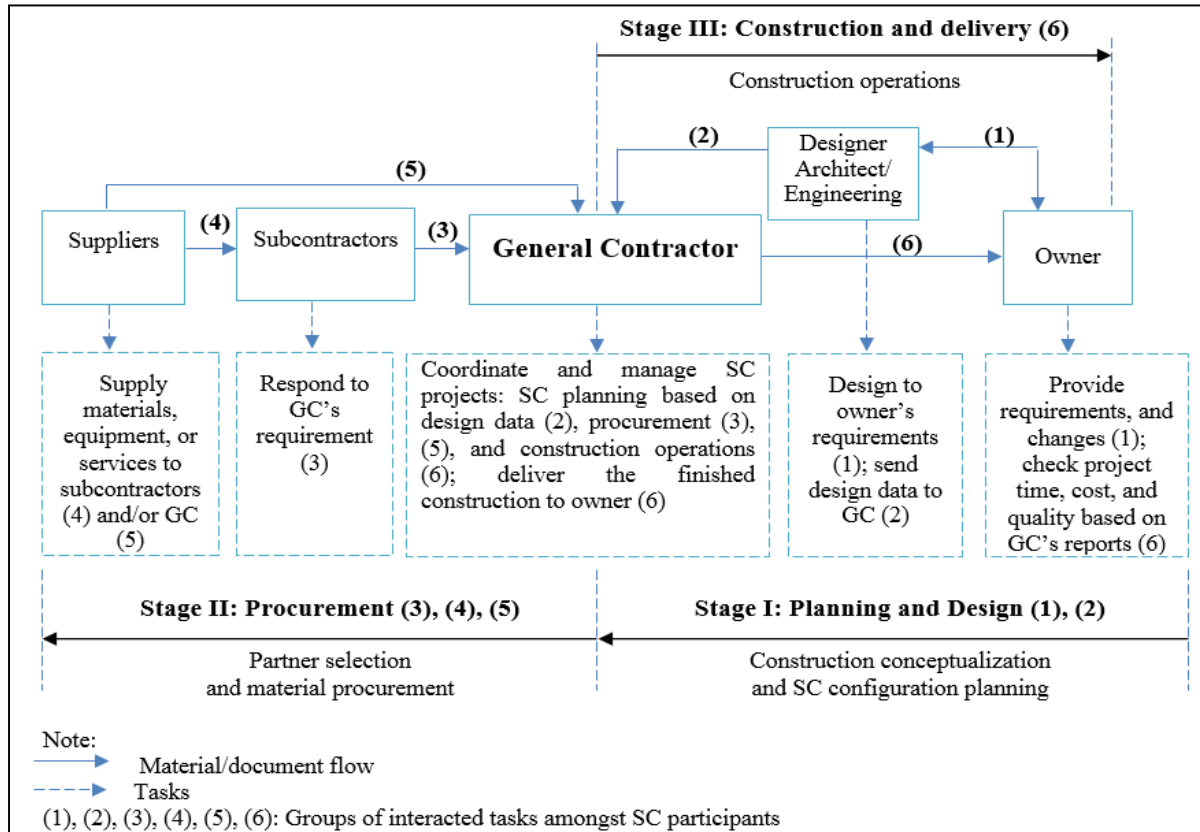 Stage III: Construction and delivery (6)
Construction operations
(2)
Designer
Architect/
Engineering
(1)
(5)
Suppliers
(4)
Subcontractors
(3)
General Contractor
(6)
Owner
Supply
materials,
equipment, or
services to
subcontractors
(4) and/or GC
(5)
Respond to
GC's
requirement
(3)
Coordinate and manage SC
projects: SC planning based on
design data (2), procurement (3),
(5), and construction operations
(6); deliver the finished
construction to owner (6)
Design to
owner's
requirements
(1); send
design data to
GC (2)
Provide
requirements, and
changes (1);
check project
time, cost, and
quality based on
GC's reports (6)
Stage II: Procurement (3), (4), (5)
Partner selection
and material procurement
Stage I: Planning and Design (1), (2)
Construction conceptualization
and SC configuration planning
Note:
Material/document flow
Tasks
(1), (2), (3), (4), (5), (6): Groups of interacted tasks amongst SC participants